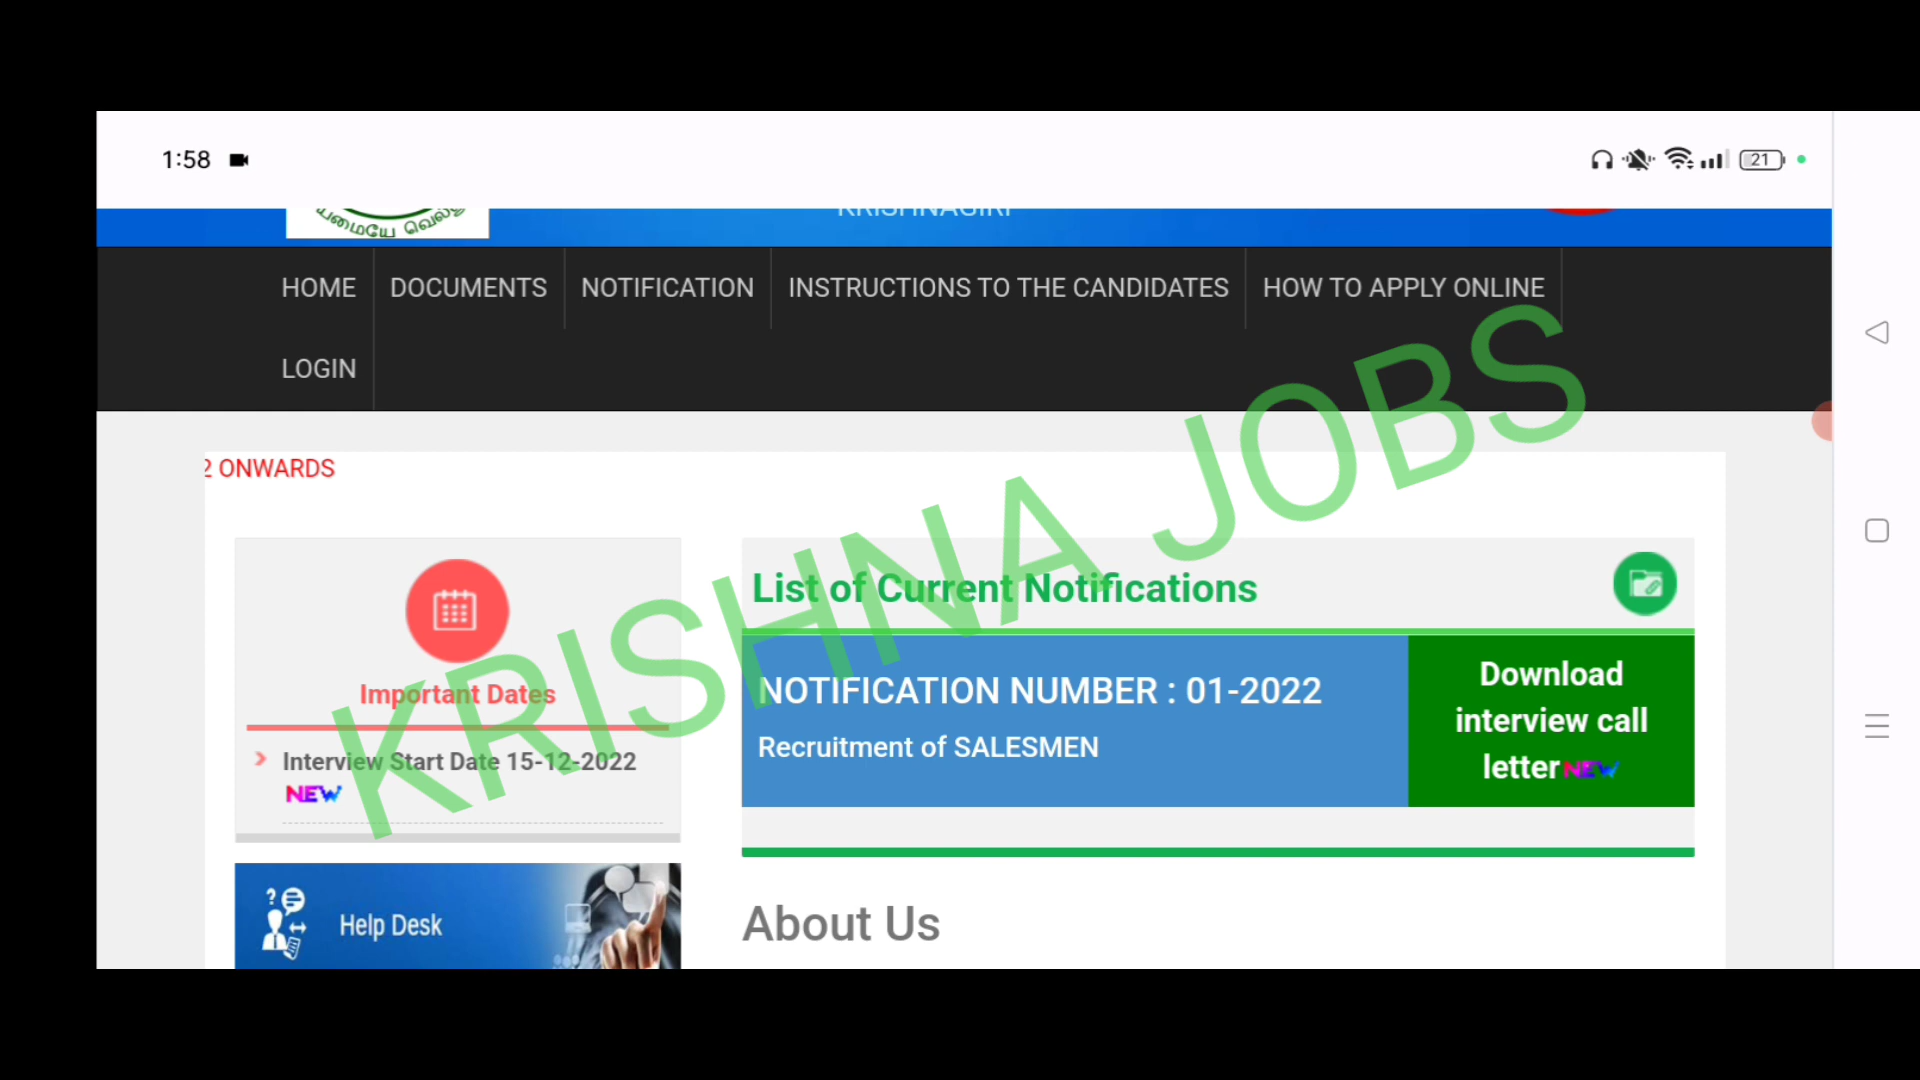 1:58
21
KRISHNAGIRI
HOME
DOCUMENTS
NOTIFICATION
INSTRUCTIONS TO THE CANDIDATES
HOW TO APPLY ONLINE
LOGIN
2 ONWARDS
Important Dates
Interview Start Date 15-12-2022
NEW
List of Current Notifications
NOTIFICATION NUMBER : 01-2022
Recruitment of SALESMEN
Download
interview call
letter NEW
Help Desk
About Us
KRISHNA JOBS